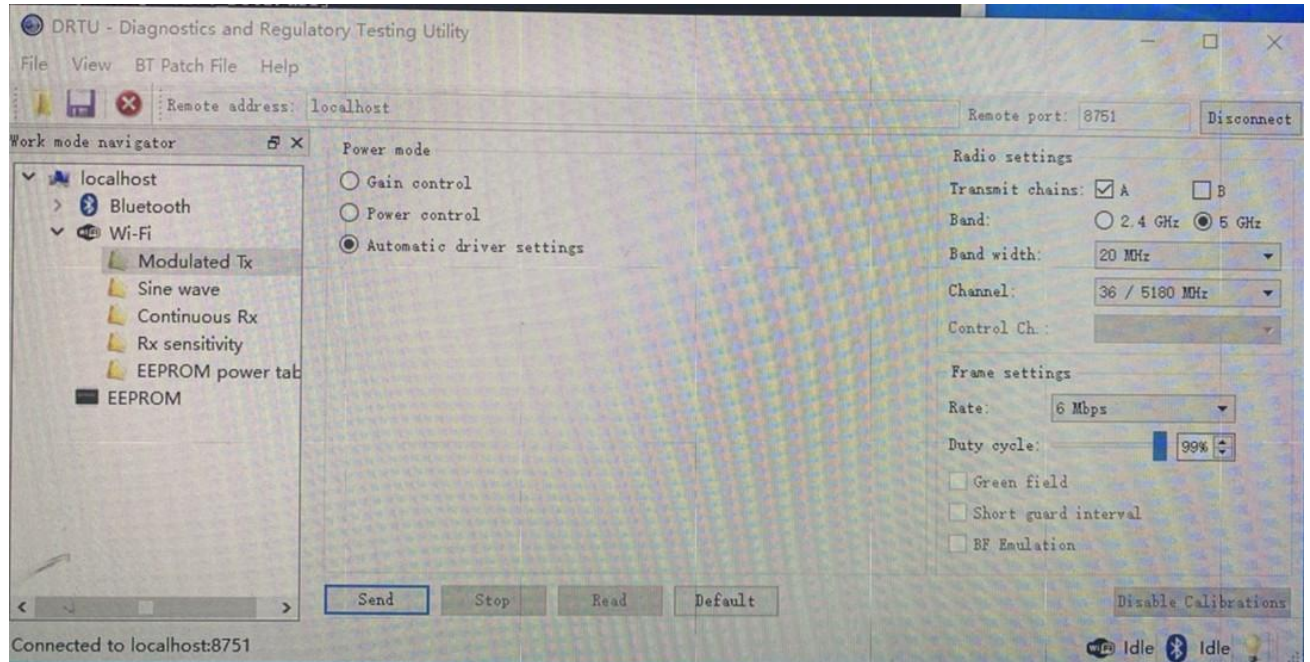 DRTU - Diagnostics and Regulatory Testing Utility
File View BT Patch File Help
Remote address: localhost Remote port: 8751 Disconnect
Work mode navigator
localhost
Bluetooth
Wi-Fi
Modulated Tx
Sine wave
Continuous Rx
Rx sensitivity
EEPROM power tab
EEPROM
Power mode
Gain control
Power control
Automatic driver settings
Radio settings
Transmit chains: A B
Band: 2.4 GHz 5 GHz
Band width: 20 MHz
Channel: 36 / 5180 MHz
Control Ch.:
Frame settings
Rate: 6 Mbps
Duty cycle: 99%
Green field
Short guard interval
BF Emulation
Send Stop Read Default Disable Calibrations
Connected to localhost:8751 Idle Idle